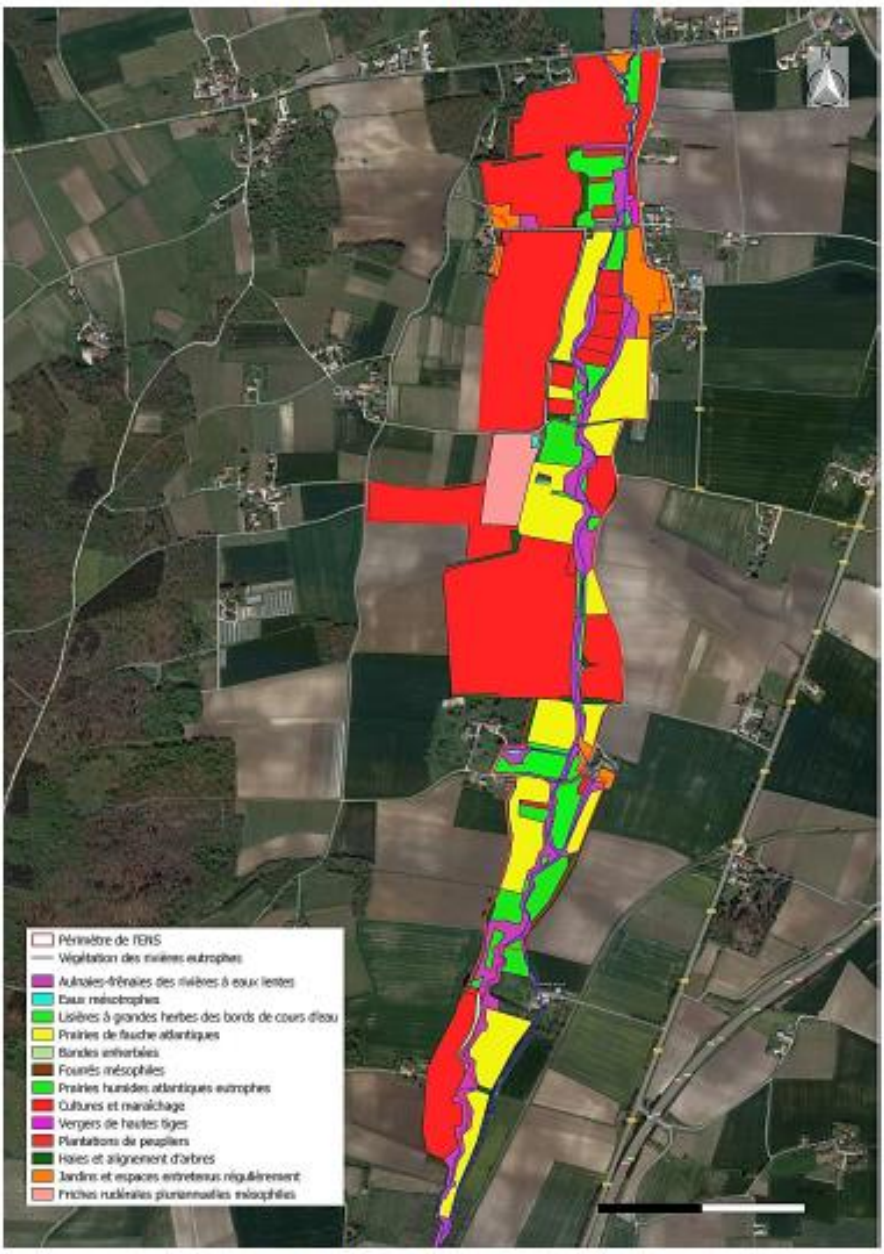 N
Périmètre de l'ENS
Végétation des rivières eutrophes
Aulnaies-frênaies des rivières à eaux lentes
Eaux mésotrophes
Lisières à grandes herbes des bords de cours d'eau
Prairies de fauche atlantiques
Bandes enherbées
Fourrés mésophiles
Prairies humides atlantiques eutrophes
Cultures et maraîchage
Vergers de hautes tiges
Plantations de peupliers
Haies et alignement d'arbres
Jardins et espaces entretenus régulièrement
Friches rudérales pluriannuelles mésophiles